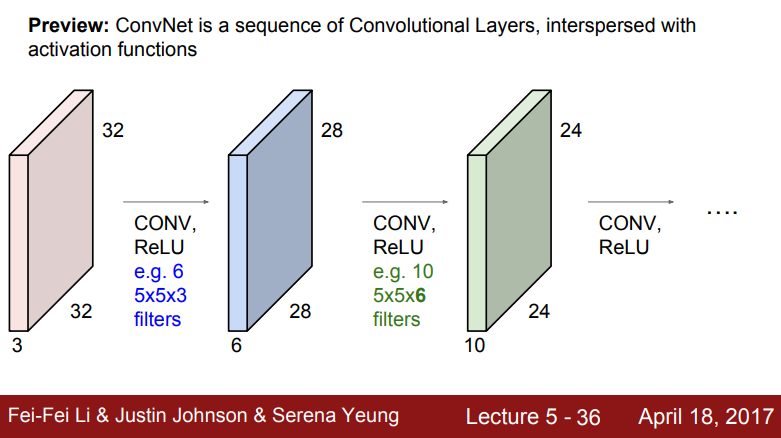 Preview: ConvNet is a sequence of Convolutional Layers, interspersed with
activation functions
32
32
3
CONV,
ReLU
e.g. 6
5x5x3
filters
28
28
6
CONV,
ReLU
e.g. 10
5x5x6
filters
24
24
10
CONV,
ReLU
....
Fei-Fei Li & Justin Johnson & Serena Yeung
Lecture 5 - 36
April 18, 2017